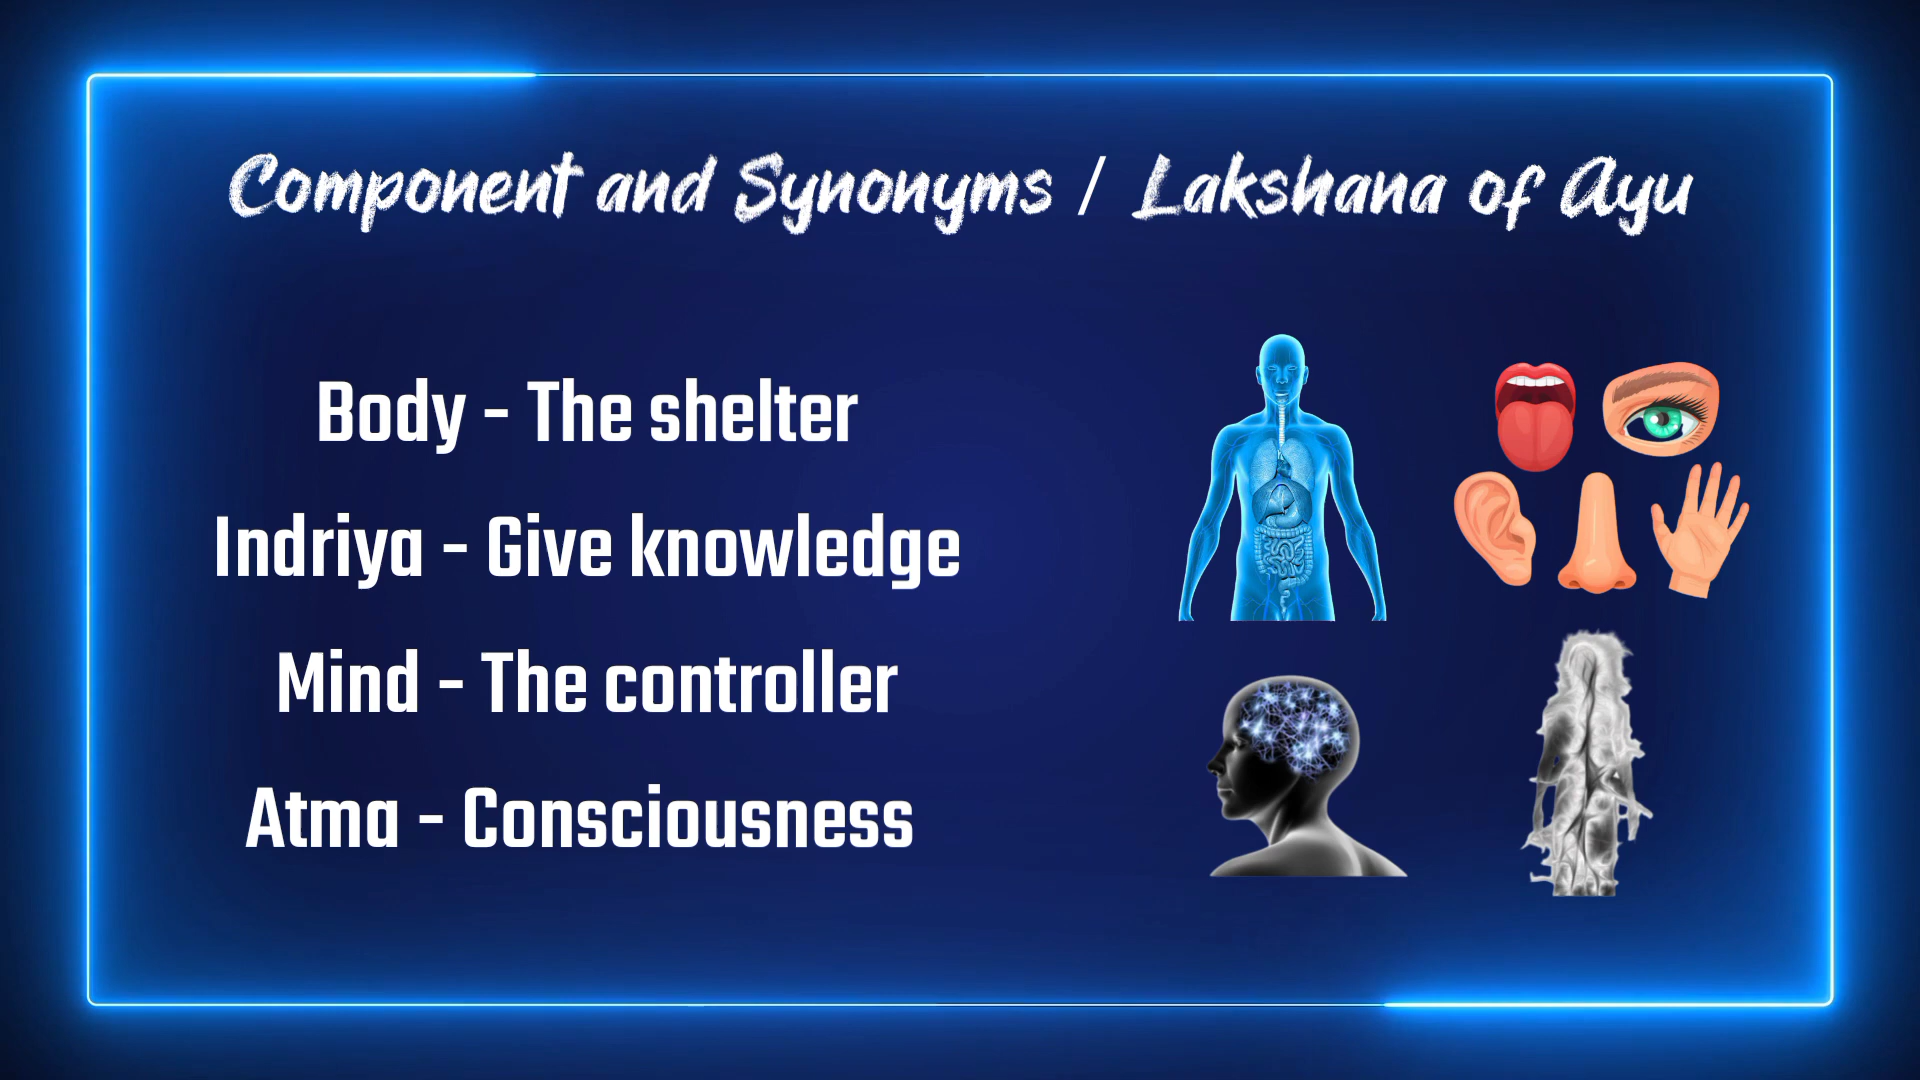 Component and Synonyms / Lakshana of Ayu
Body - The shelter
Indriya - Give knowledge
Mind - The controller
Atma - Consciousness